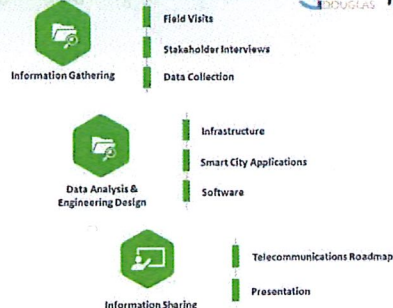 DOUGLAS
Field Visits
Stakeholder Interviews
Information Gathering
Data Collection
Infrastructure
Smart City Applications
Data Analysis &
Engineering Design
Software
Telecommunications Roadmap
Presentation
Information Sharing